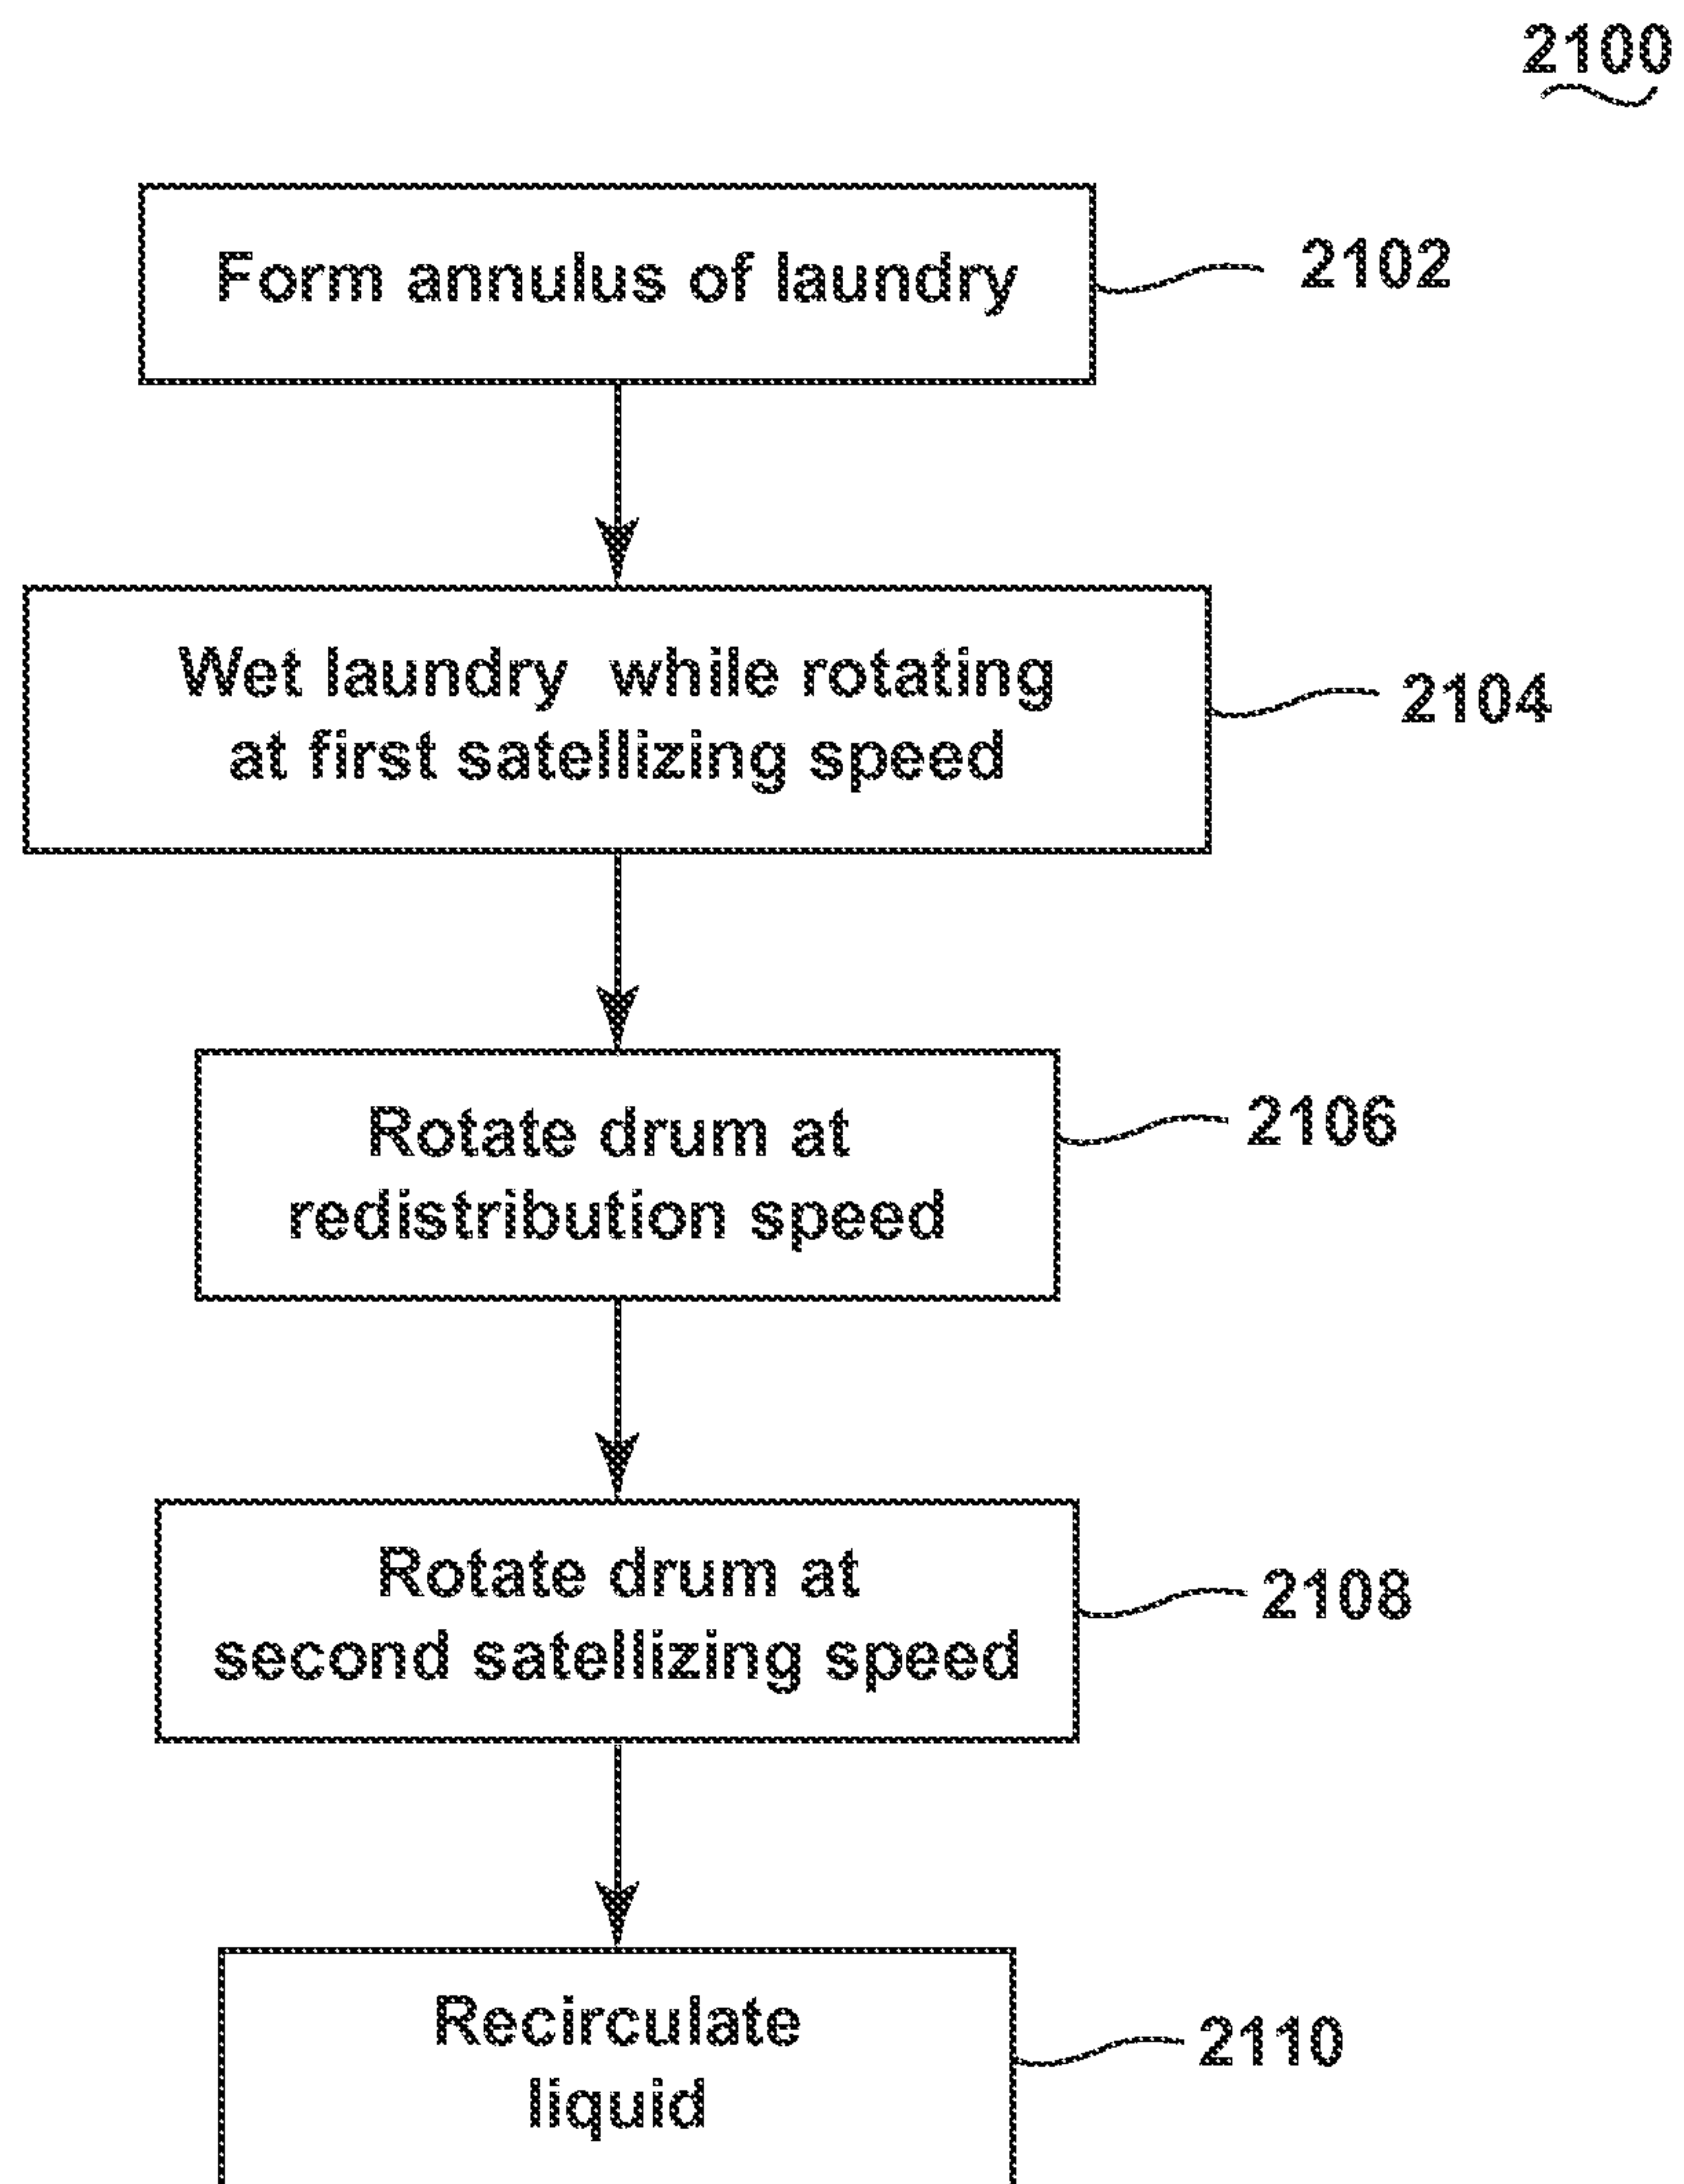 2100
Form annulus of laundry
2102
Wet laundry while rotating
at first satellizing speed
2104
Rotate drum at
redistribution speed
2106
Rotate drum at
second satellizing speed
2108
Recirculate
liquid
2110